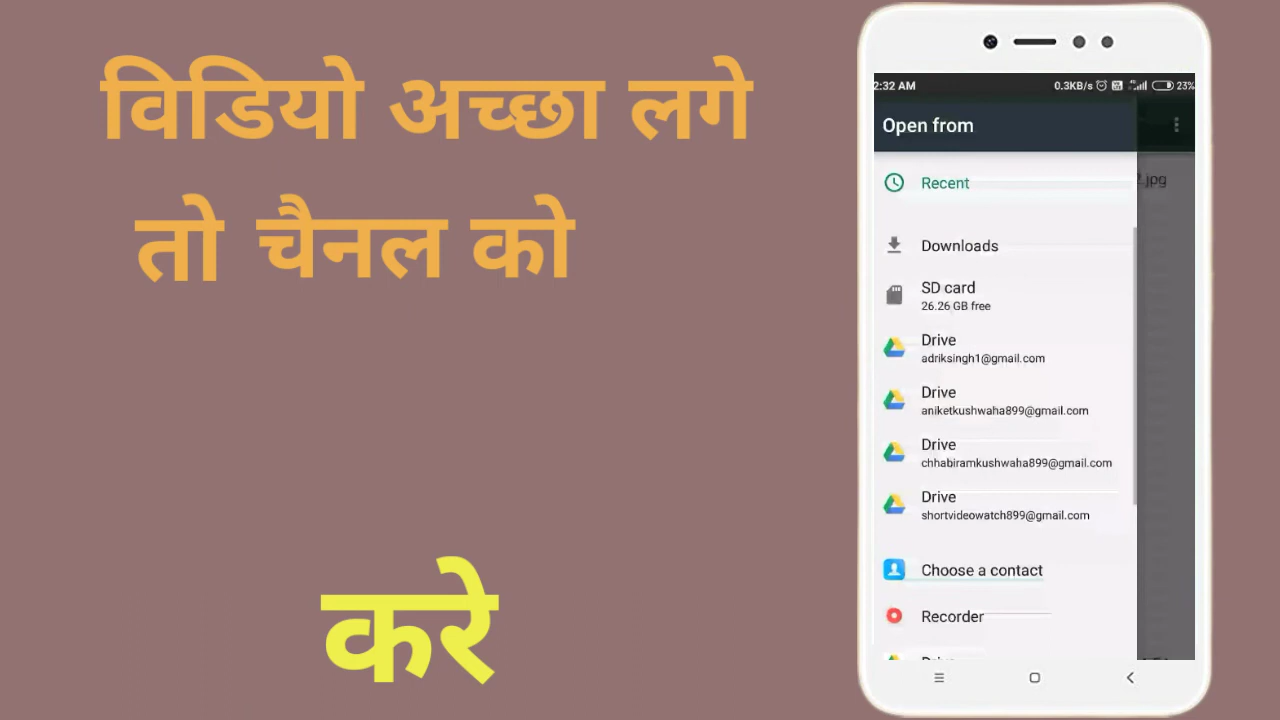 विडियो अच्छा लगे
तो चैनल को
करे
2:32 AM 0.3KB/s 23%
Open from
2.jpg
Recent
Downloads
SD card
26.26 GB free
Drive
adriksingh1@gmail.com
Drive
aniketkushwaha899@gmail.com
Drive
chhabiramkushwaha899@gmail.com
Drive
shortvideowatch899@gmail.com
Choose a contact
Recorder